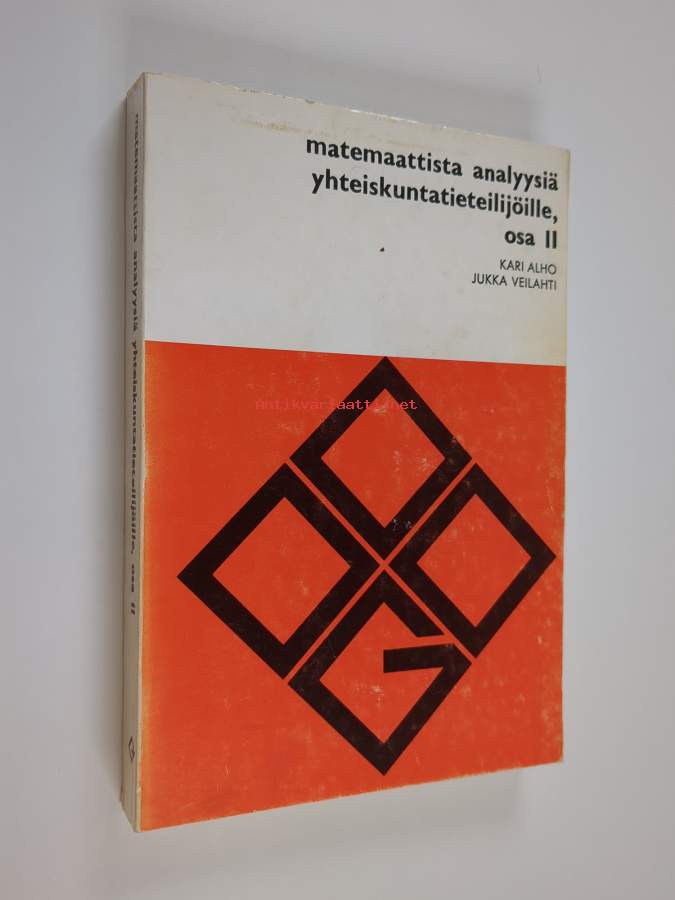 matemaattista analyysiä
yhteiskuntatieteilijöille,
osa II
KARI ALHO
JUKKA VEILAHTI
antikvariaatti.net
matemaattista analyysiä yhteiskuntatieteilijöille, osa II
G